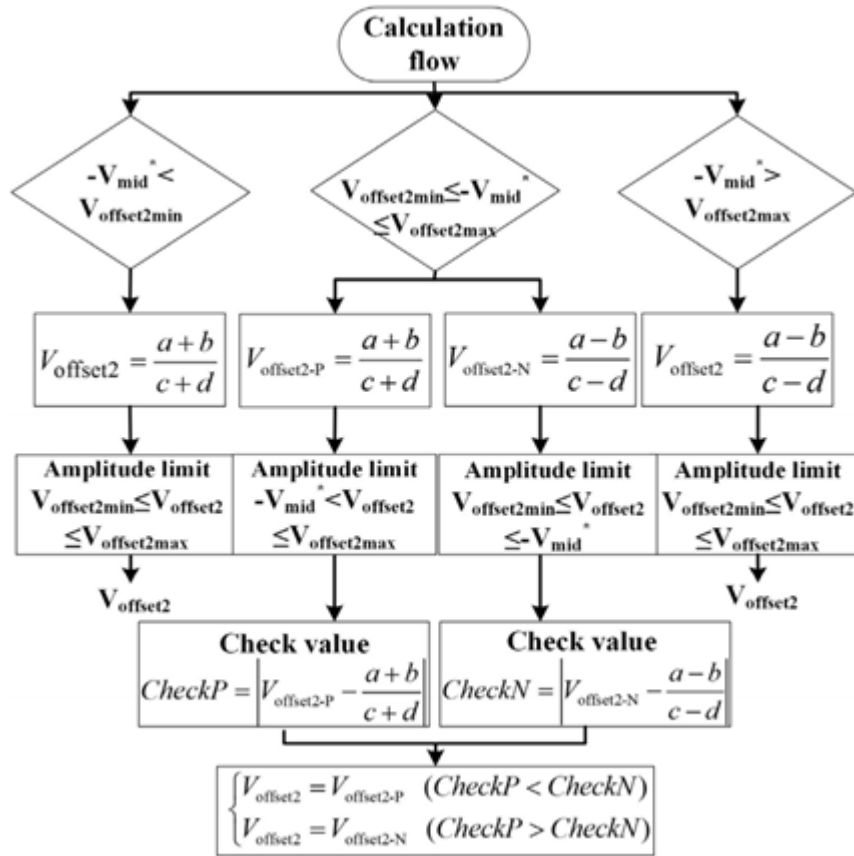 Calculation
flow
-V_mid* <
V_offset2min
V_offset2min ≤ -V_mid*
≤ V_offset2max
-V_mid* >
V_offset2max
V_offset2 = (a + b)/(c + d)
V_offset2-P = (a + b)/(c + d)
V_offset2-N = (a − b)/(c − d)
V_offset2 = (a − b)/(c − d)
Amplitude limit
V_offset2min ≤ V_offset2
≤ V_offset2max
Amplitude limit
-V_mid* < V_offset2
≤ V_offset2max
Amplitude limit
V_offset2min ≤ V_offset2
≤ -V_mid*
Amplitude limit
V_offset2min ≤ V_offset2
≤ V_offset2max
V_offset2
V_offset2
Check value
CheckP = |V_offset2-P − (a + b)/(c + d)|
Check value
CheckN = |V_offset2-N − (a − b)/(c − d)|
{ V_offset2 = V_offset2-P (CheckP < CheckN)
V_offset2 = V_offset2-N (CheckP > CheckN)